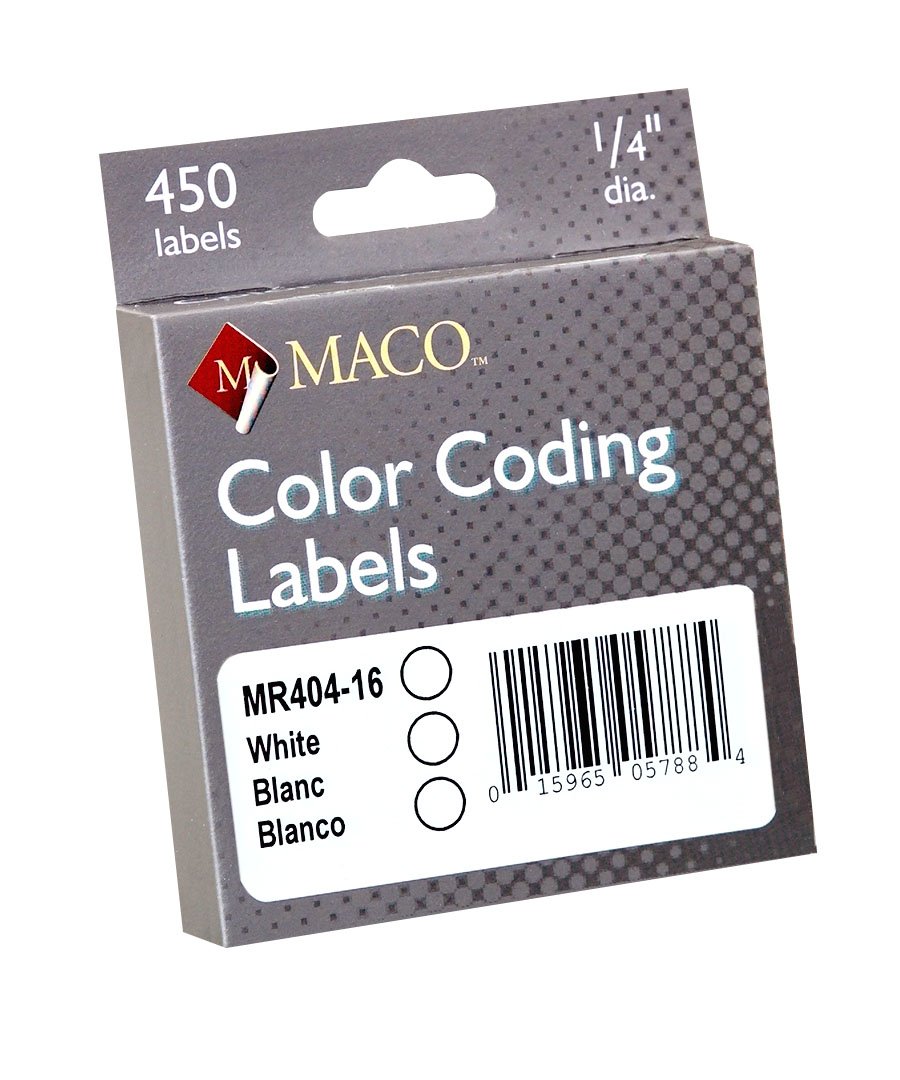 450
labels
1/4"
dia.
M MACO™
Color Coding
Labels
MR404-16
White
Blanc
Blanco
0 15965 05788 4